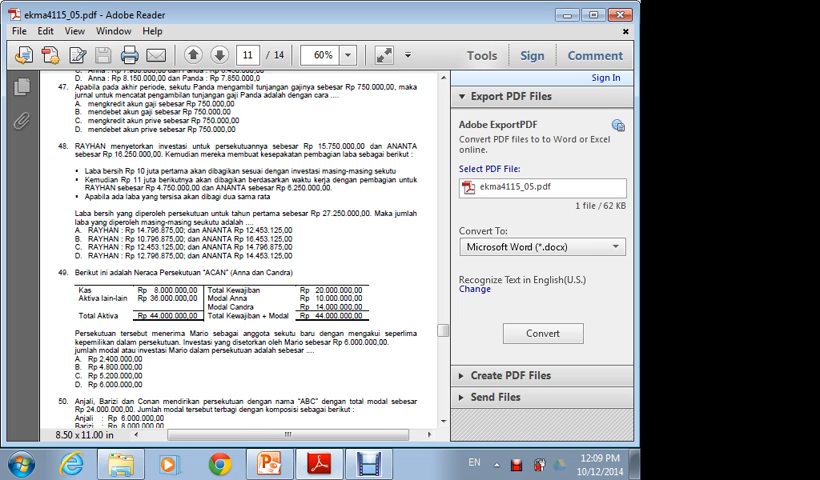 ekma4115_05.pdf - Adobe Reader
File Edit View Window Help
11 / 14 60% Tools Sign Comment
Sign In
D. Anna : Rp 8.150.000,00 dan Panda : Rp 7.850.000,0
47. Apabila pada akhir periode, sekutu Panda mengambil tunjangan gajinya sebesar Rp 750.000,00, maka
jurnal untuk mencatat pengambilan tunjangan gaji Panda adalah dengan cara ....
A. mengkredit akun gaji sebesar Rp 750.000,00
B. mendebet akun gaji sebesar Rp 750.000,00
C. mengkredit akun prive sebesar Rp 750.000,00
D. mendebet akun prive sebesar Rp 750.000,00
48. RAYHAN menyetorkan investasi untuk persekutuannya sebesar Rp 15.750.000,00 dan ANANTA
sebesar Rp 16.250.000,00. Kemudian mereka membuat kesepakatan pembagian laba sebagai berikut :
• Laba bersih Rp 10 juta pertama akan dibagikan sesuai dengan investasi masing-masing sekutu
• Kemudian Rp 11 juta berikutnya akan dibagikan berdasarkan waktu kerja dengan pembagian untuk
RAYHAN sebesar Rp 4.750.000,00 dan ANANTA sebesar Rp 6.250.000,00.
• Apabila ada laba yang tersisa akan dibagi dua sama rata
Laba bersih yang diperoleh persekutuan untuk tahun pertama sebesar Rp 27.250.000,00. Maka jumlah
laba yang diperoleh masing-masing seukutu adalah ....
A. RAYHAN : Rp 14.796.875,00; dan ANANTA Rp 12.453.125,00
B. RAYHAN : Rp 10.796.875,00; dan ANANTA Rp 16.453.125,00
C. RAYHAN : Rp 12.453.125,00; dan ANANTA Rp 14.796.875,00
D. RAYHAN : Rp 12.796.875,00; dan ANANTA Rp 14.453.125,00
49. Berikut ini adalah Neraca Persekutuan "ACAN" (Anna dan Candra)
Kas Rp 8.000.000,00 Total Kewajiban Rp 20.000.000,00
Aktiva lain-lain Rp 36.000.000,00 Modal Anna Rp 10.000.000,00
Modal Candra Rp 14.000.000,00
Total Aktiva Rp 44.000.000,00 Total Kewajiban + Modal Rp 44.000.000,00
Persekutuan tersebut menerima Mario sebagai anggota sekutu baru dengan mengakui seperlima
kepemilikan dalam persekutuan. Investasi yang disetorkan oleh Mario sebesar Rp 6.000.000,00.
jumlah modal atau investasi Mario dalam persekutuan adalah sebesar ....
A. Rp 2.400.000,00
B. Rp 4.800.000,00
C. Rp 5.200.000,00
D. Rp 6.000.000,00
50. Anjali, Barizi dan Conan mendirikan persekutuan dengan nama "ABC" dengan total modal sebesar
Rp 24.000.000,00. Jumlah modal tersebut terbagi dengan komposisi sebagai berikut :
Anjali : Rp 6.000.000,00
Barizi : Rp 8.000.000,00
8.50 x 11.00 in
Export PDF Files
Adobe ExportPDF
Convert PDF files to to Word or Excel
online.
Select PDF File:
ekma4115_05.pdf
1 file / 62 KB
Convert To:
Microsoft Word (*.docx)
Recognize Text in English(U.S.)
Change
Convert
Create PDF Files
Send Files
EN
12:09 PM
10/12/2014